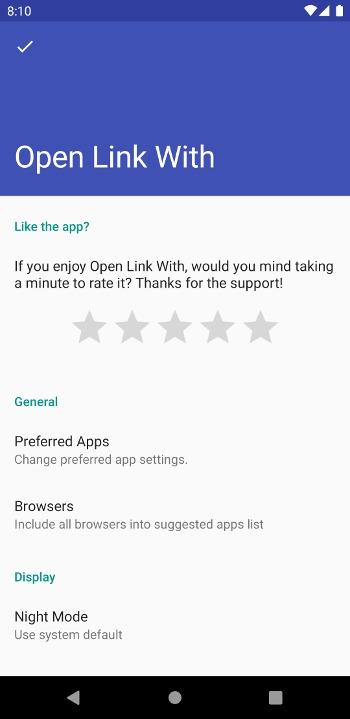 8:10
Open Link With
Like the app?
If you enjoy Open Link With, would you mind taking
a minute to rate it? Thanks for the support!
General
Preferred Apps
Change preferred app settings.
Browsers
Include all browsers into suggested apps list
Display
Night Mode
Use system default